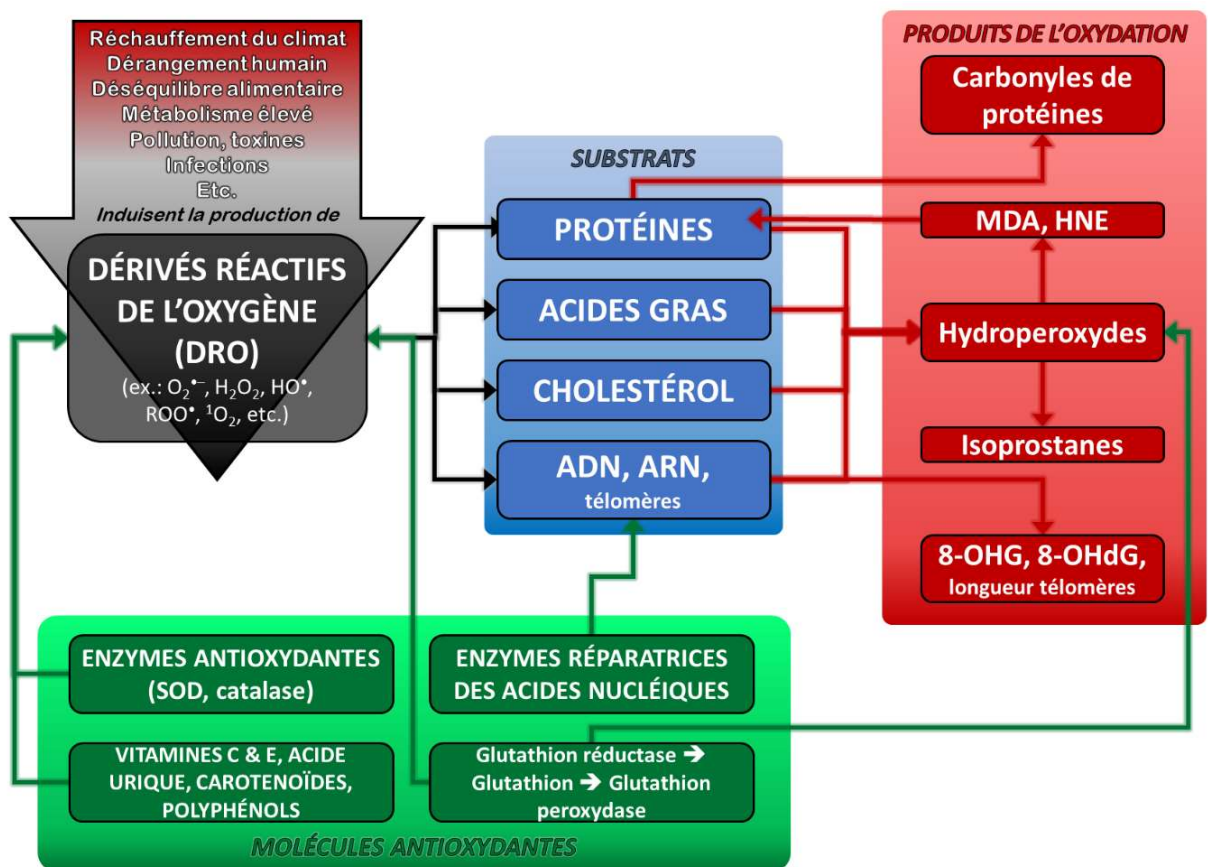 Réchauffement du climat
Dérangement humain
Déséquilibre alimentaire
Métabolisme élevé
Pollution, toxines
Infections
Etc.
Induisent la production de
DÉRIVÉS RÉACTIFS
DE L’OXYGÈNE
(DRO)
(ex.: O₂•–, H₂O₂, HO•,
ROO•, ¹O₂, etc.)
SUBSTRATS
PROTÉINES
ACIDES GRAS
CHOLESTÉROL
ADN, ARN,
télomères
PRODUITS DE L’OXYDATION
Carbonyles de
protéines
MDA, HNE
Hydroperoxydes
Isoprostanes
8-OHG, 8-OHdG,
longueur télomères
ENZYMES ANTIOXYDANTES
(SOD, catalase)
ENZYMES RÉPARATRICES
DES ACIDES NUCLÉIQUES
VITAMINES C & E, ACIDE
URIQUE, CAROTENOÏDES,
POLYPHÉNOLS
Glutathion réductase ➔
Glutathion ➔ Glutathion
peroxydase
MOLÉCULES ANTIOXYDANTES